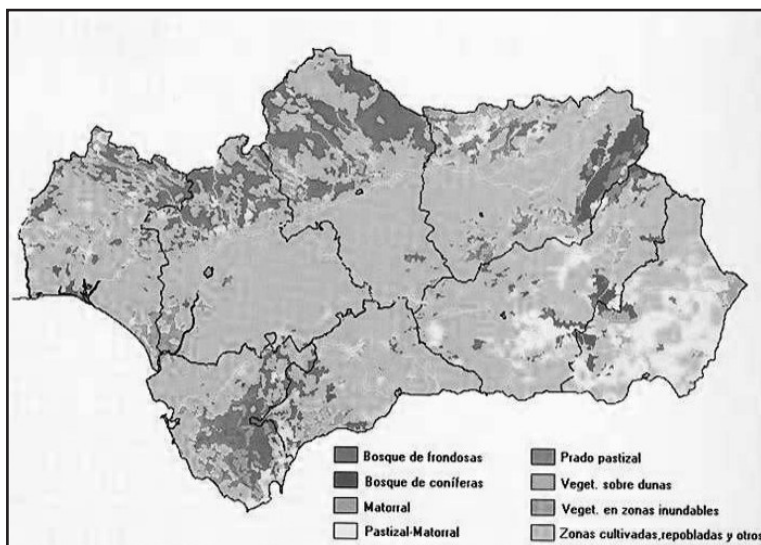 Bosque de frondosas
Bosque de coníferas
Matorral
Pastizal-Matorral
Prado pastizal
Veget. sobre dunas
Veget. en zonas inundables
Zonas cultivadas,repobladas y otros